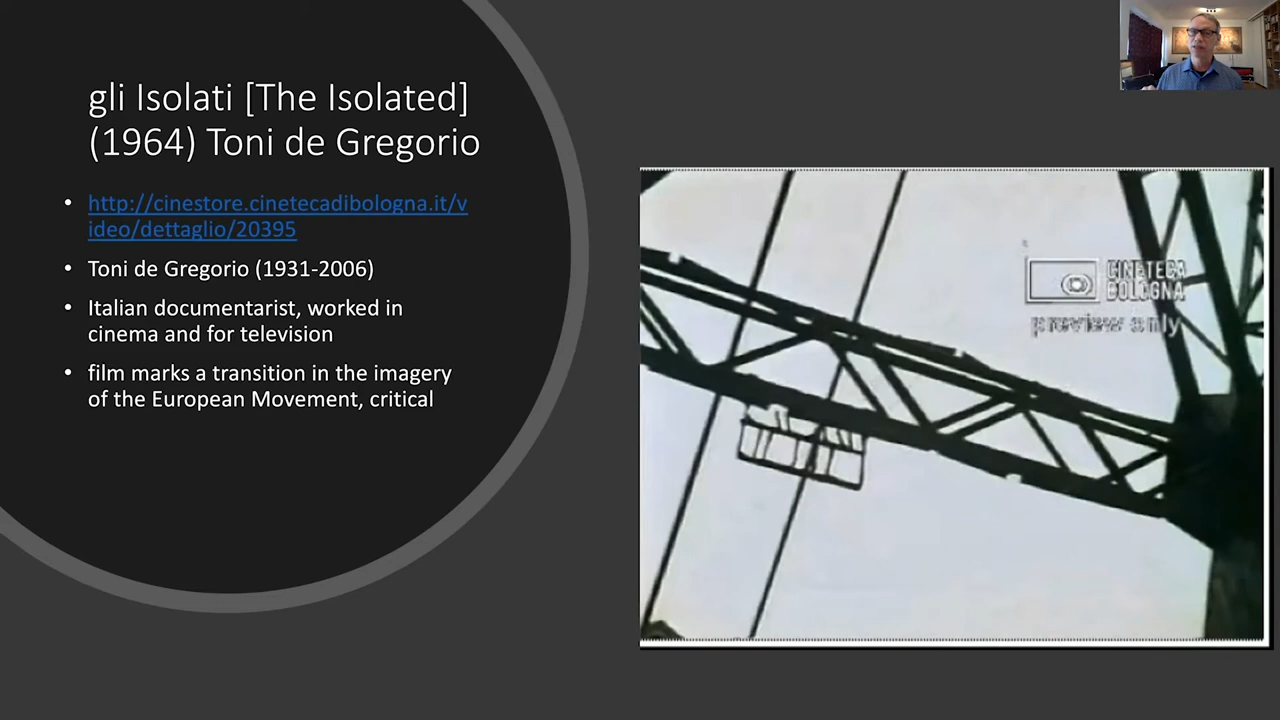 gli Isolati [The Isolated]
(1964) Toni de Gregorio
• http://cinestore.cinetecadibologna.it/v
ideo/dettaglio/20395
• Toni de Gregorio (1931-2006)
• Italian documentarist, worked in
cinema and for television
• film marks a transition in the imagery
of the European Movement, critical
CINETECA
BOLOGNA
preview only